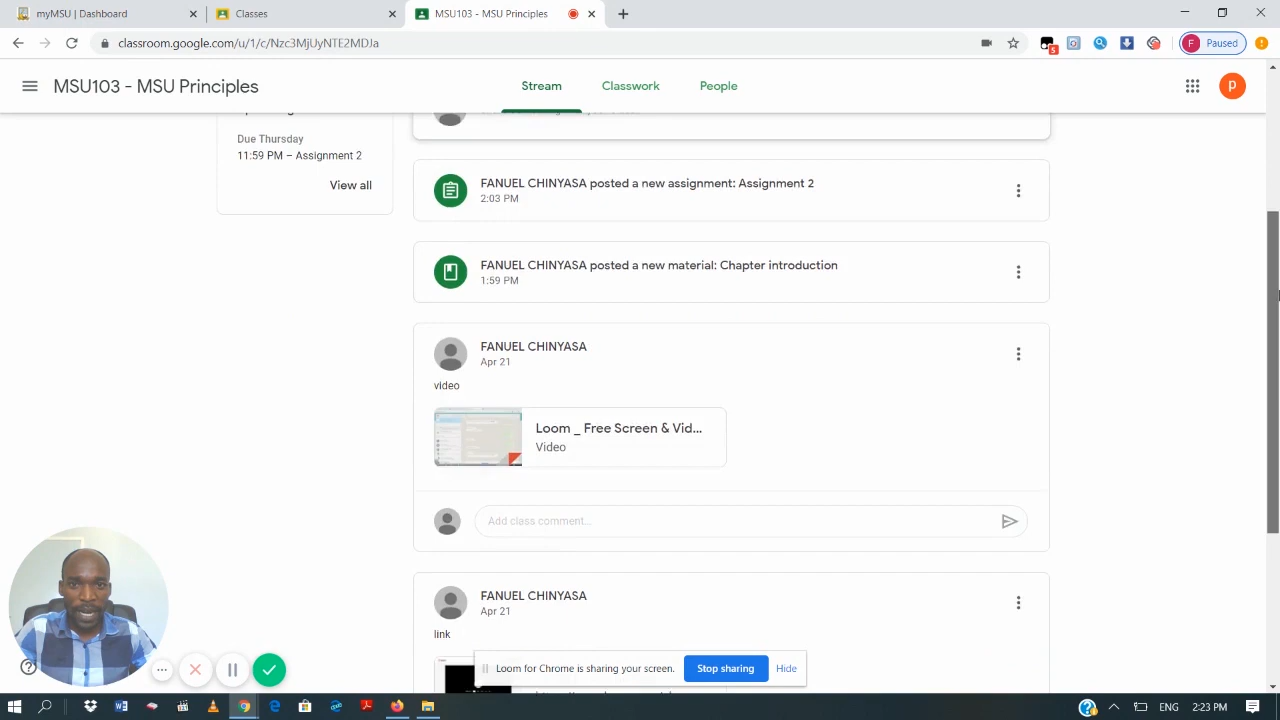 myMSU | Dashboard
Classes
MSU103 - MSU Principles
classroom.google.com/u/1/c/Nzc3MjUyNTE2MDJa
5
F Paused
MSU103 - MSU Principles
Stream
Classwork
People
p
Due Thursday
11:59 PM – Assignment 2
View all
FANUEL CHINYASA posted a new assignment: Assignment 2
2:03 PM
FANUEL CHINYASA posted a new material: Chapter introduction
1:59 PM
FANUEL CHINYASA
Apr 21
video
Loom _ Free Screen & Vid...
Video
Add class comment...
FANUEL CHINYASA
Apr 21
link
Loom for Chrome is sharing your screen.
Stop sharing
Hide
ENG
2:23 PM